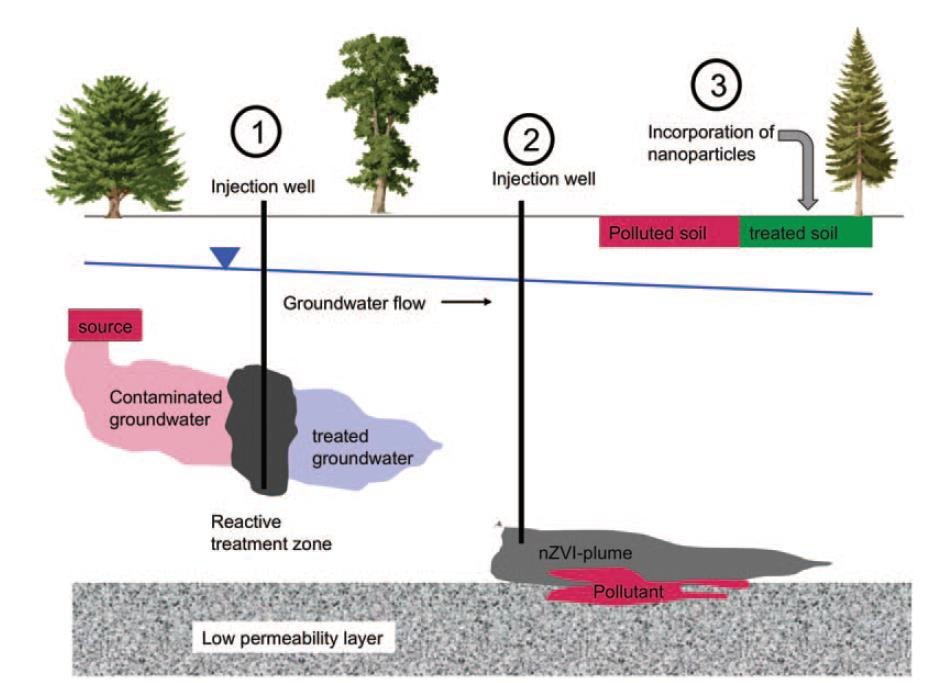 1
Injection well
2
Injection well
3
Incorporation of
nanoparticles
Polluted soil
treated soil
Groundwater flow
source
Contaminated
groundwater
treated
groundwater
Reactive
treatment zone
nZVI-plume
Pollutant
Low permeability layer